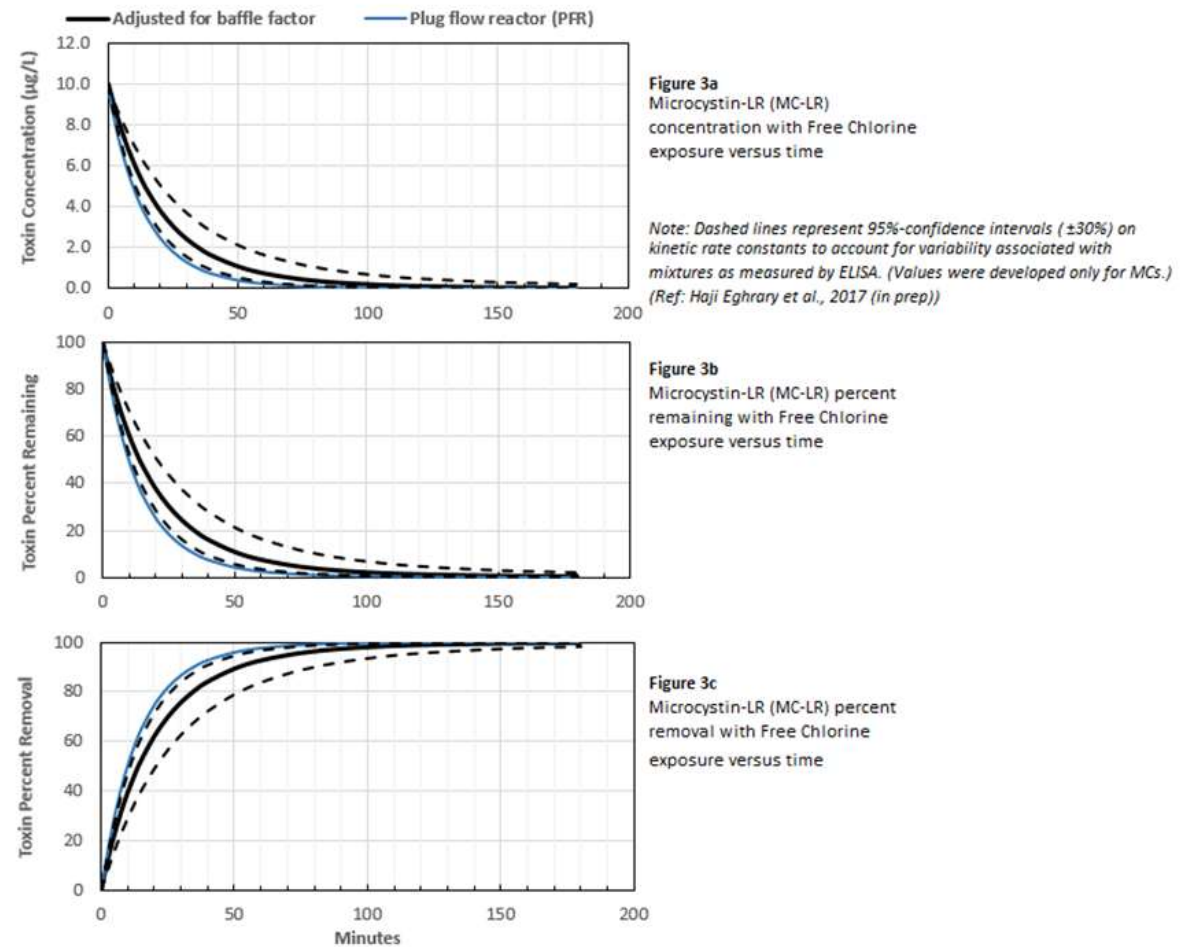 Adjusted for baffle factor
Plug flow reactor (PFR)
Toxin Concentration (µg/L)
12.0
10.0
8.0
6.0
4.0
2.0
0.0
0 50 100 150 200
Figure 3a
Microcystin-LR (MC-LR)
concentration with Free Chlorine
exposure versus time
Note: Dashed lines represent 95%-confidence intervals ( ±30%) on
kinetic rate constants to account for variability associated with
mixtures as measured by ELISA. (Values were developed only for MCs.)
(Ref: Haji Eghrary et al., 2017 (in prep))
Toxin Percent Remaining
100
80
60
40
20
0
0 50 100 150 200
Figure 3b
Microcystin-LR (MC-LR) percent
remaining with Free Chlorine
exposure versus time
Toxin Percent Removal
100
80
60
40
20
0
0 50 100 150 200
Minutes
Figure 3c
Microcystin-LR (MC-LR) percent
removal with Free Chlorine
exposure versus time